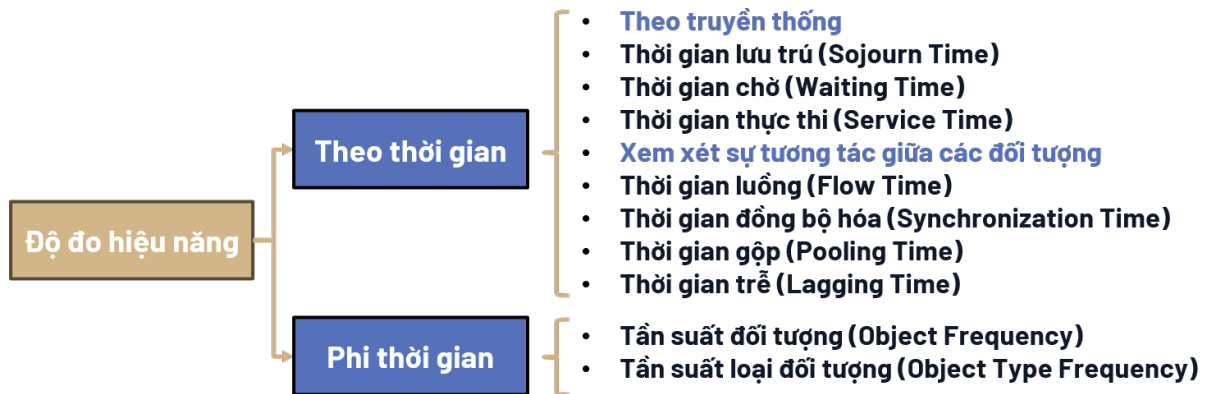 Độ đo hiệu năng
Theo thời gian
• Theo truyền thống
• Thời gian lưu trú (Sojourn Time)
• Thời gian chờ (Waiting Time)
• Thời gian thực thi (Service Time)
• Xem xét sự tương tác giữa các đối tượng
• Thời gian luồng (Flow Time)
• Thời gian đồng bộ hóa (Synchronization Time)
• Thời gian gộp (Pooling Time)
• Thời gian trễ (Lagging Time)
Phi thời gian
• Tần suất đối tượng (Object Frequency)
• Tần suất loại đối tượng (Object Type Frequency)